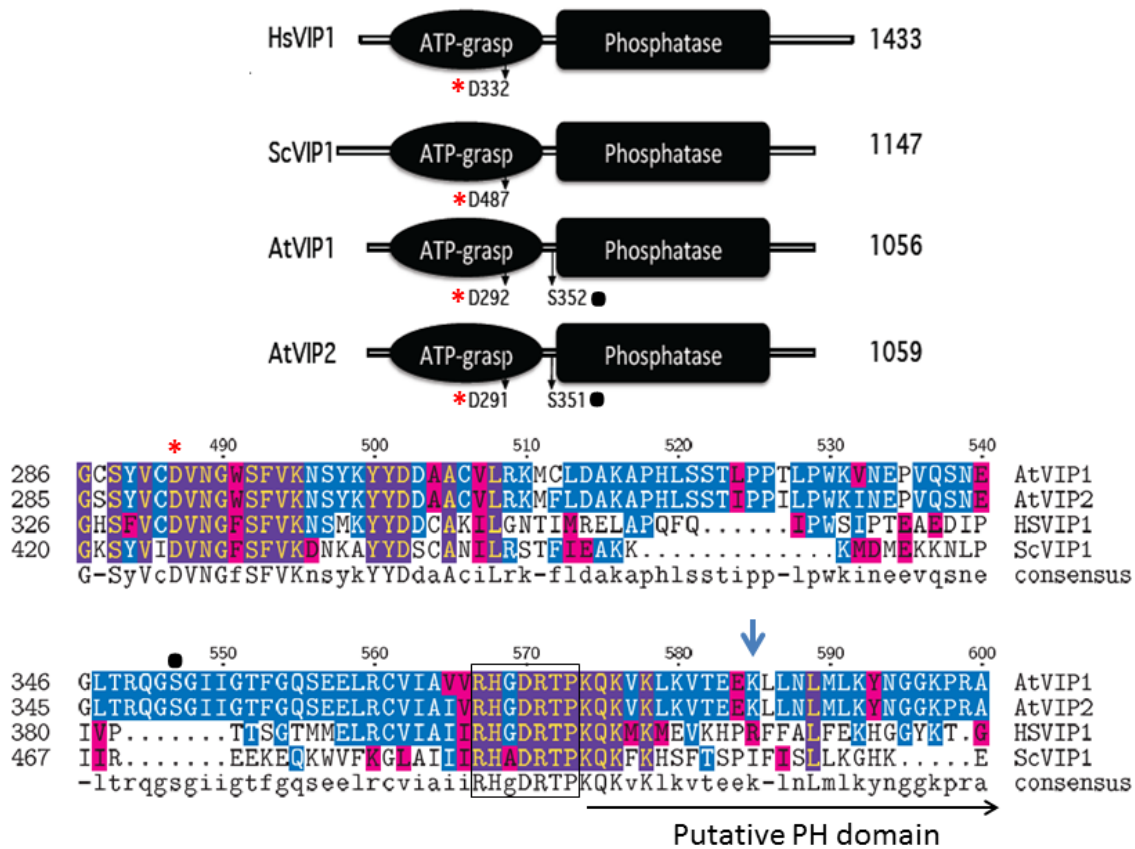 HsVIP1 ATP-grasp Phosphatase 1433
* D332
ScVIP1 ATP-grasp Phosphatase 1147
* D487
AtVIP1 ATP-grasp Phosphatase 1056
* D292 S352
AtVIP2 ATP-grasp Phosphatase 1059
* D291 S351
* 490 500 510 520 530 540
286 GCSYVCDVNGWSFVKNSYKYYDDAACVLRKMCLDAKAPHLSSTLPPTLPWKVNEPVQSNE AtVIP1
285 GSSYVCDVNGWSFVKNSYKYYDDAACVLRKMFLDAKAPHLSSTIPPILPWKINEPVQSNE AtVIP2
326 GHSFVCDVNGFSFVKNSMKYYDDCAKILGNTIMRELAPQFQ......IPWSIPTEAEDIP HSVIP1
420 GKSYVIDVNGFSFVKDNKAYYDSCANILRSTFIEAKK.............KMDMEKKNLP ScVIP1
G-SyVcDVNGfSFVKnsykYYDdaAciLrk-fldakaphlsstipp-lpwkineevqsne consensus
550 560 570 580 590 600
346 GLTRQGSGIIGTFGQSEELRCVIAVVRHGDRTPKQKVKLKVTEEKLLNLMLKYNGGKPRA AtVIP1
345 GLTRQGSGIIGTFGQSEELRCVIAVIRHGDRTPKQKVKLKVTEEKLLNLMLKYNGGKPRA AtVIP2
380 IVP.......TTSGTMMELRCVIAIIRHGDRTPKQKMKMEVKHPRFFALFEKHGGYKT.G HSVIP1
467 IIR.......EEKEQKWVFKGLAIIIRHADRTPKQKFKHSFTSPIFISLLKGHK.....E ScVIP1
-ltrqgsgiigtfgqseelrcviaiiRHgDRTPKQKvKlkvteek-lnLmlkynggkpra consensus
Putative PH domain